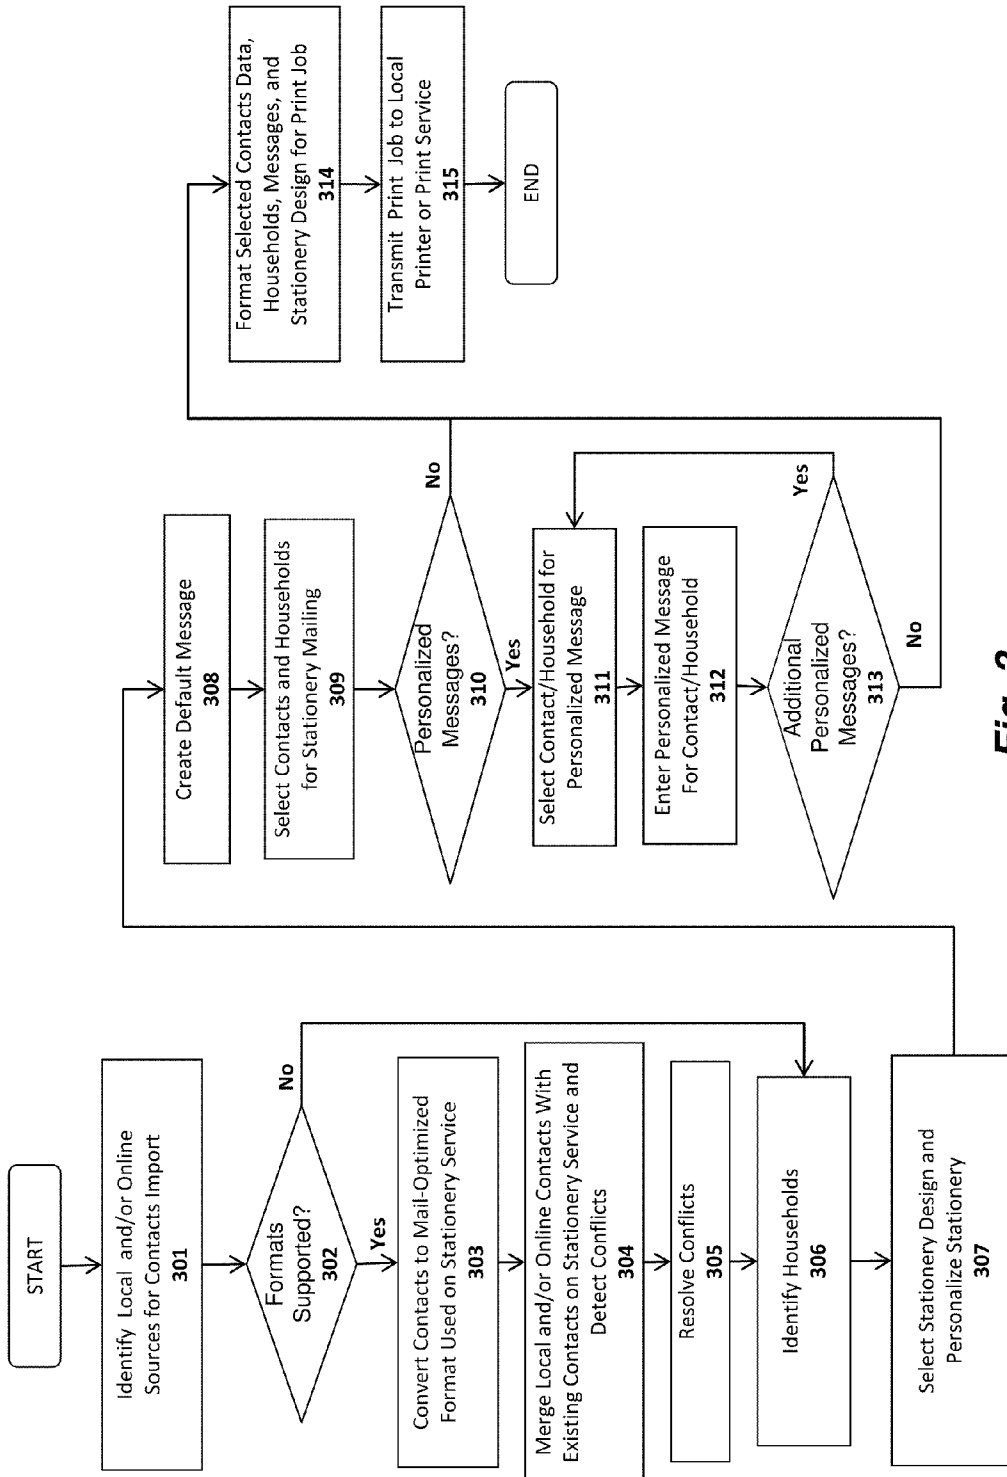 START
Identify Local and/or Online
Sources for Contacts Import
301
Formats
Supported?
302
No
Yes
Convert Contacts to Mail-Optimized
Format Used on Stationery Service
303
Merge Local and/or Online Contacts With
Existing Contacts on Stationery Service and
Detect Conflicts
304
Resolve Conflicts
305
Identify Households
306
Select Stationery Design and
Personalize Stationery
307
Create Default Message
308
Select Contacts and Households
for Stationery Mailing
309
Personalized
Messages?
310
No
Yes
Select Contact/Household for
Personalized Message
311
Enter Personalized Message
For Contact/Household
312
Additional
Personalized
Messages?
313
Yes
No
Format Selected Contacts Data,
Households, Messages, and
Stationery Design for Print Job
314
Transmit Print Job to Local
Printer or Print Service
315
END
Fig.